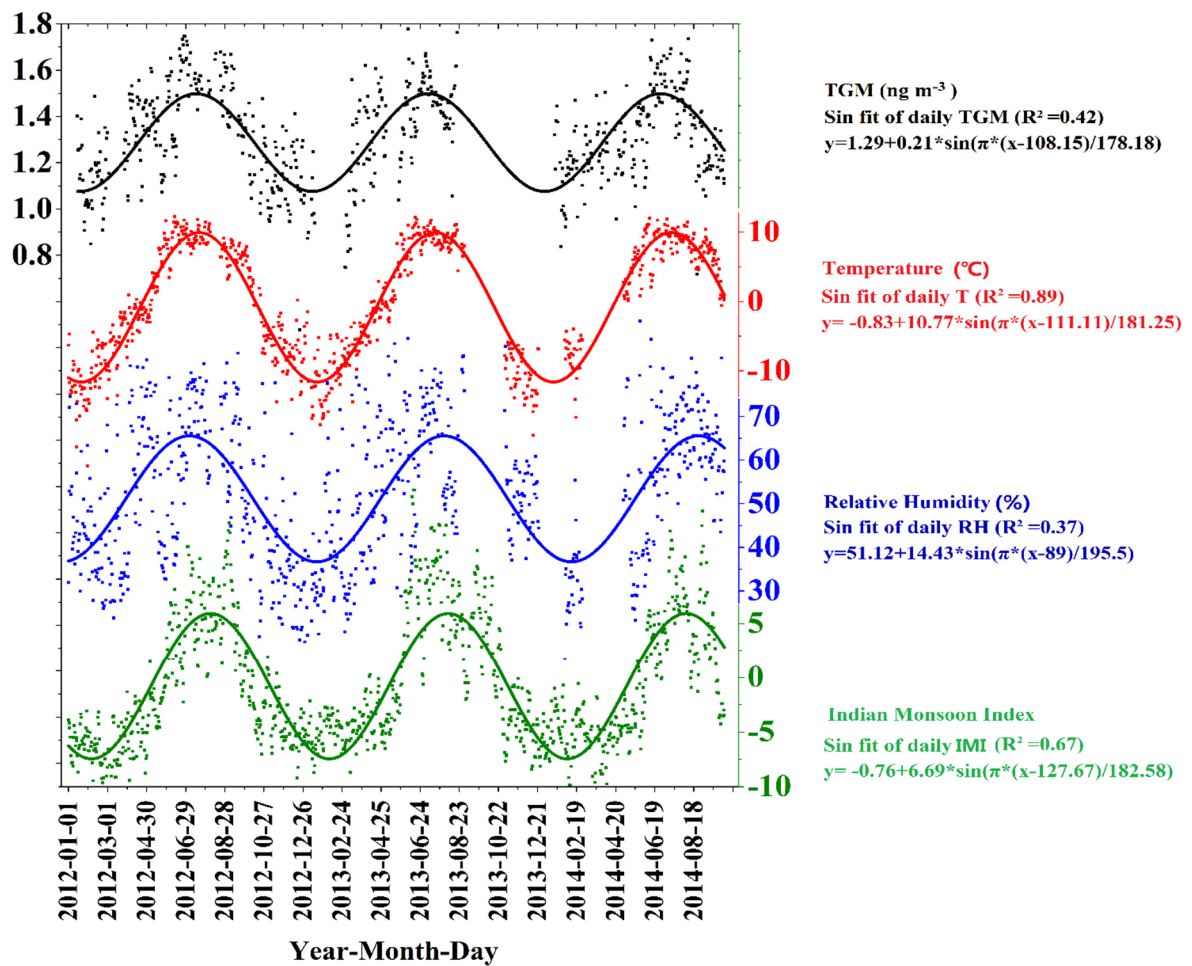 1.8
1.6
1.4
1.2
1.0
0.8
10
0
-10
70
60
50
40
30
5
0
-5
-10
TGM (ng m⁻³ )
Sin fit of daily TGM (R² =0.42)
y=1.29+0.21*sin(π*(x-108.15)/178.18)
Temperature (℃)
Sin fit of daily T (R² =0.89)
y= -0.83+10.77*sin(π*(x-111.11)/181.25)
Relative Humidity (%)
Sin fit of daily RH (R² =0.37)
y=51.12+14.43*sin(π*(x-89)/195.5)
Indian Monsoon Index
Sin fit of daily IMI (R² =0.67)
y= -0.76+6.69*sin(π*(x-127.67)/182.58)
2012-01-01
2012-03-01
2012-04-30
2012-06-29
2012-08-28
2012-10-27
2012-12-26
2013-02-24
2013-04-25
2013-06-24
2013-08-23
2013-10-22
2013-12-21
2014-02-19
2014-04-20
2014-06-19
2014-08-18
Year-Month-Day